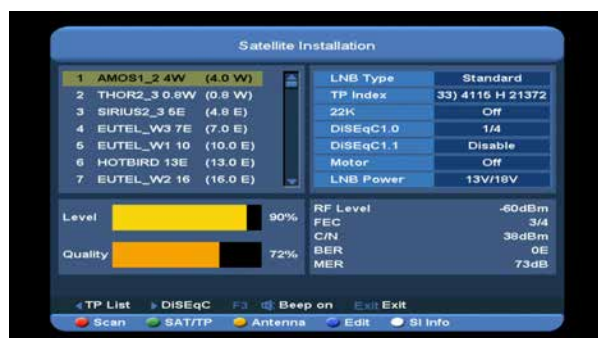 Satellite Installation
1 AMOS1_2 4W (4.0 W)
2 THOR2_3 0.8W (0.8 W)
3 SIRIUS2_3 5E (4.8 E)
4 EUTEL_W3 7E (7.0 E)
5 EUTEL_W1 10 (10.0 E)
6 HOTBIRD 13E (13.0 E)
7 EUTEL_W2 16 (16.0 E)
LNB Type Standard
TP Index 33) 4115 H 21372
22K Off
DiSEqC1.0 1/4
DiSEqC1.1 Disable
Motor Off
LNB Power 13V/18V
Level 90%
Quality 72%
RF Level -60dBm
FEC 3/4
C/N 38dBm
BER 0E
MER 73dB
TP List DiSEqC F3 Beep on Exit Exit
Scan SAT/TP Antenna Edit SI Info